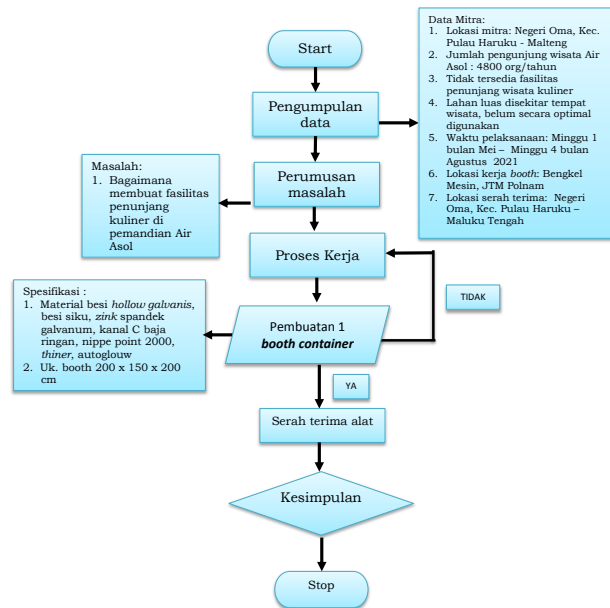 Start
Pengumpulan
data
Data Mitra:
1. Lokasi mitra: Negeri Oma, Kec.
Pulau Haruku - Malteng
2. Jumlah pengunjung wisata Air
Asol : 4800 org/tahun
3. Tidak tersedia fasilitas
penunjang wisata kuliner
4. Lahan luas disekitar tempat
wisata, belum secara optimal
digunakan
5. Waktu pelaksanaan: Minggu 1
bulan Mei – Minggu 4 bulan
Agustus 2021
6. Lokasi kerja booth: Bengkel
Mesin, JTM Polnam
7. Lokasi serah terima: Negeri
Oma, Kec. Pulau Haruku –
Maluku Tengah
Perumusan
masalah
Masalah:
1. Bagaimana
membuat fasilitas
penunjang
kuliner di
pemandian Air
Asol
Proses Kerja
TIDAK
Pembuatan 1
booth container
Spesifikasi :
1. Material besi hollow galvanis,
besi siku, zink spandek
galvanum, kanal C baja
ringan, nippe point 2000,
thiner, autoglouw
2. Uk. booth 200 x 150 x 200
cm
YA
Serah terima alat
Kesimpulan
Stop